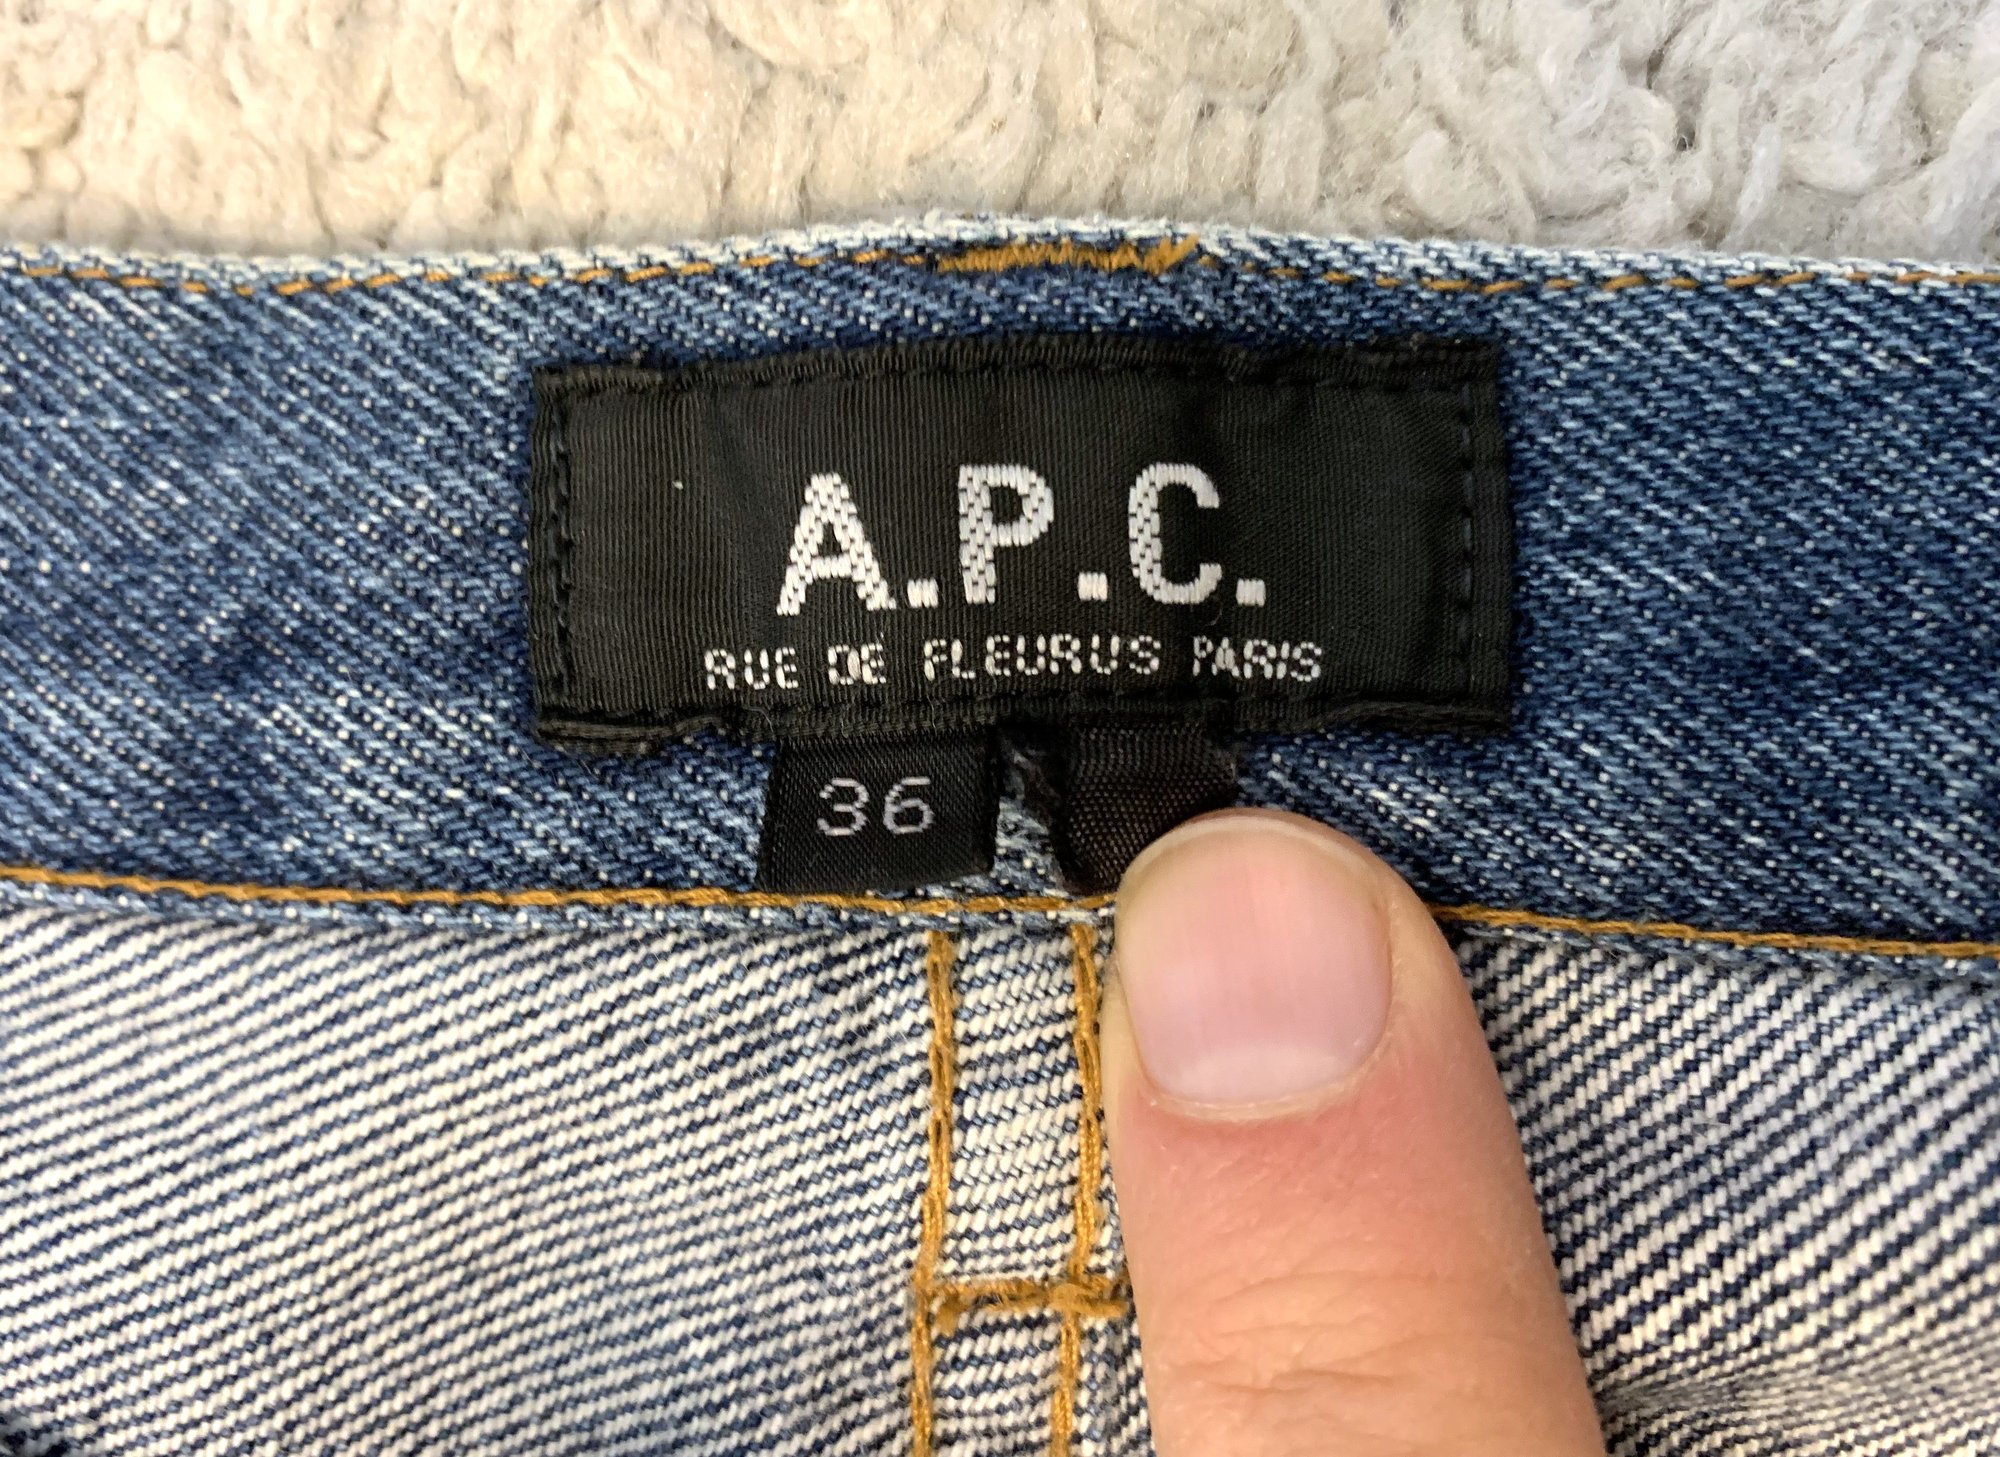 A.P.C.
RUE DE FLEURUS PARIS
36